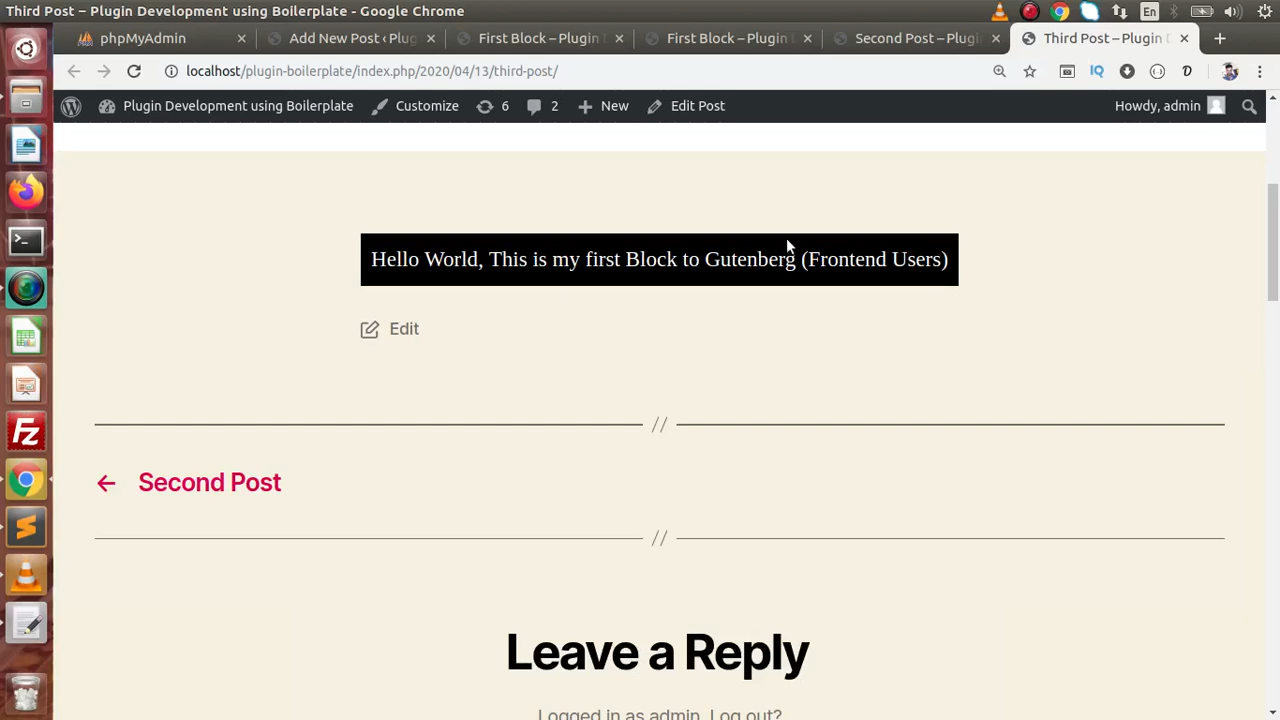 Third Post – Plugin Development using Boilerplate - Google Chrome
En
phpMyAdmin
Add New Post ‹ Plug
First Block – Plugin D
First Block – Plugin D
Second Post – Plugin
Third Post – Plugin D
localhost/plugin-boilerplate/index.php/2020/04/13/third-post/
IQ
Plugin Development using Boilerplate
Customize
6
2
New
Edit Post
Howdy, admin
Hello World, This is my first Block to Gutenberg (Frontend Users)
Edit
//
← Second Post
//
Leave a Reply
Logged in as admin. Log out?